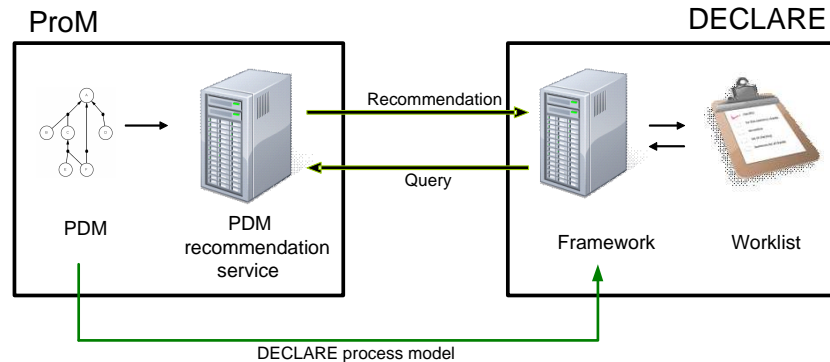 ProM
DECLARE
Recommendation
Query
PDM
PDM
recommendation
service
Framework
Worklist
DECLARE process model